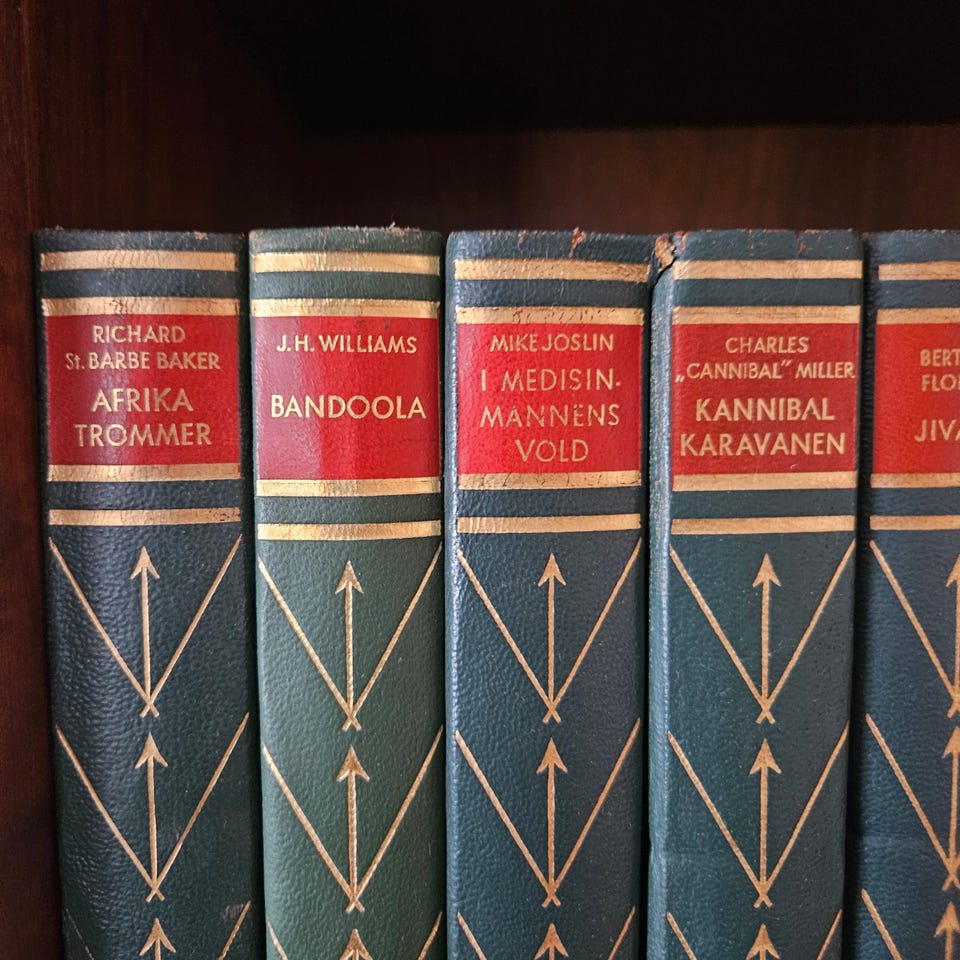 RICHARD
St. BARBE BAKER
AFRIKA
TROMMER
J.H. WILLIAMS
BANDOOLA
MIKE JOSLIN
I MEDISIN-
MANNENS
VOLD
CHARLES
„CANNIBAL” MILLER
KANNIBAL
KARAVANEN